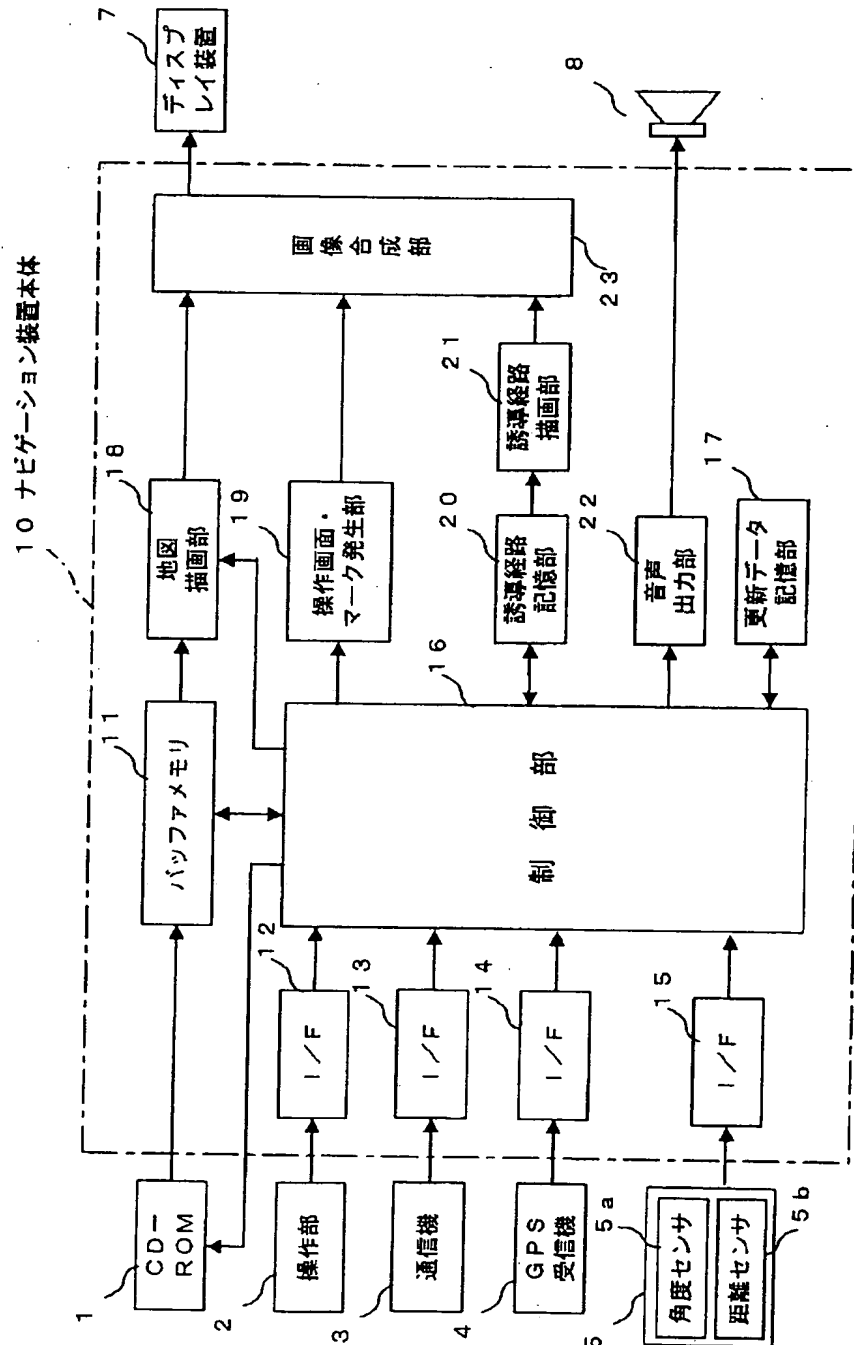 10 ナビゲーション装置本体
1
CD-
ROM
2
操作部
3
通信機
4
GPS
受信機
5
5a
角度センサ
距離センサ
5b
11
バッファメモリ
12
I/F
13
I/F
14
I/F
15
I/F
16
制御部
18
地図
描画部
19
操作画面・
マーク発生部
20
誘導経路
記憶部
21
誘導経路
描画部
22
音声
出力部
17
更新データ
記憶部
画像合成部
23
7
ディスプ
レイ装置
8